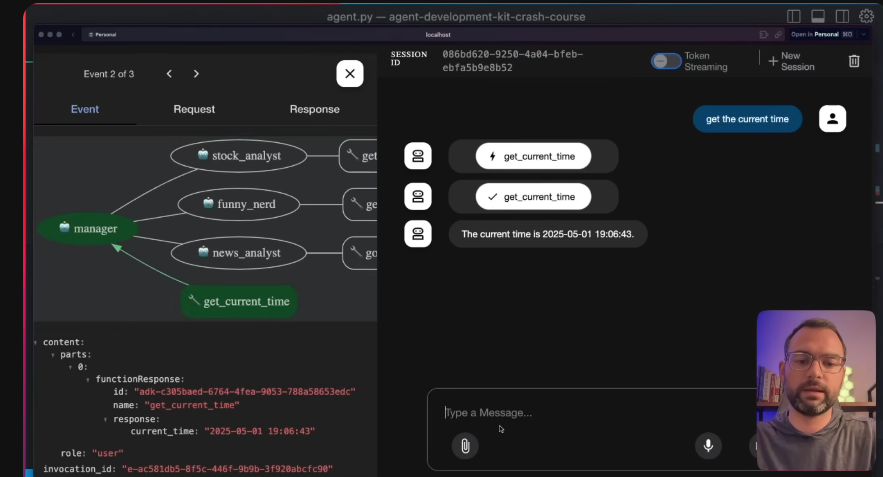 agent.py — agent-development-kit-crash-course
Personal
localhost
Open in Personal ⌘O
Event 2 of 3
SESSION ID
086bd620-9250-4a04-bfeb-ebfa5b9e8b52
Token Streaming
New Session
Event
Request
Response
get the current time
stock_analyst
get
funny_nerd
ge
manager
news_analyst
go
get_current_time
get_current_time
get_current_time
The current time is 2025-05-01 19:06:43.
content:
parts:
0:
functionResponse:
id: "adk-c305baed-6764-4fea-9053-788a58653edc"
name: "get_current_time"
response:
current_time: "2025-05-01 19:06:43"
role: "user"
invocation_id: "e-ac581db5-8f5c-446f-9b9b-3f920abcfc90"
Type a Message...